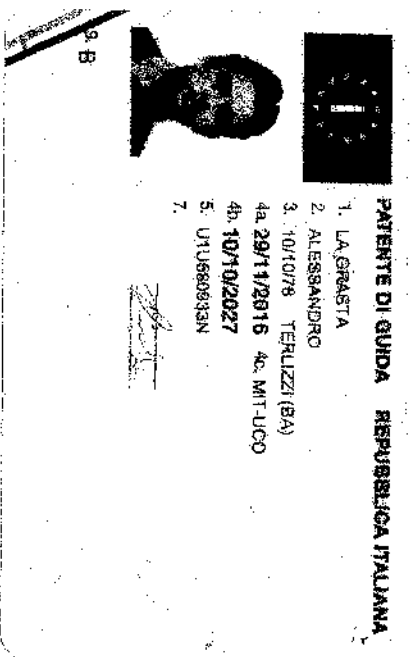 PATENTE DI GUIDA REPUBBLICA ITALIANA
1. LA GRASTA
2. ALESSANDRO
3. 10/10/78 TERLIZZI (BA)
4a. 29/11/2016 4c. MIT-UCO
4b. 10/10/2027
5. U1U680933N
7.
9. B